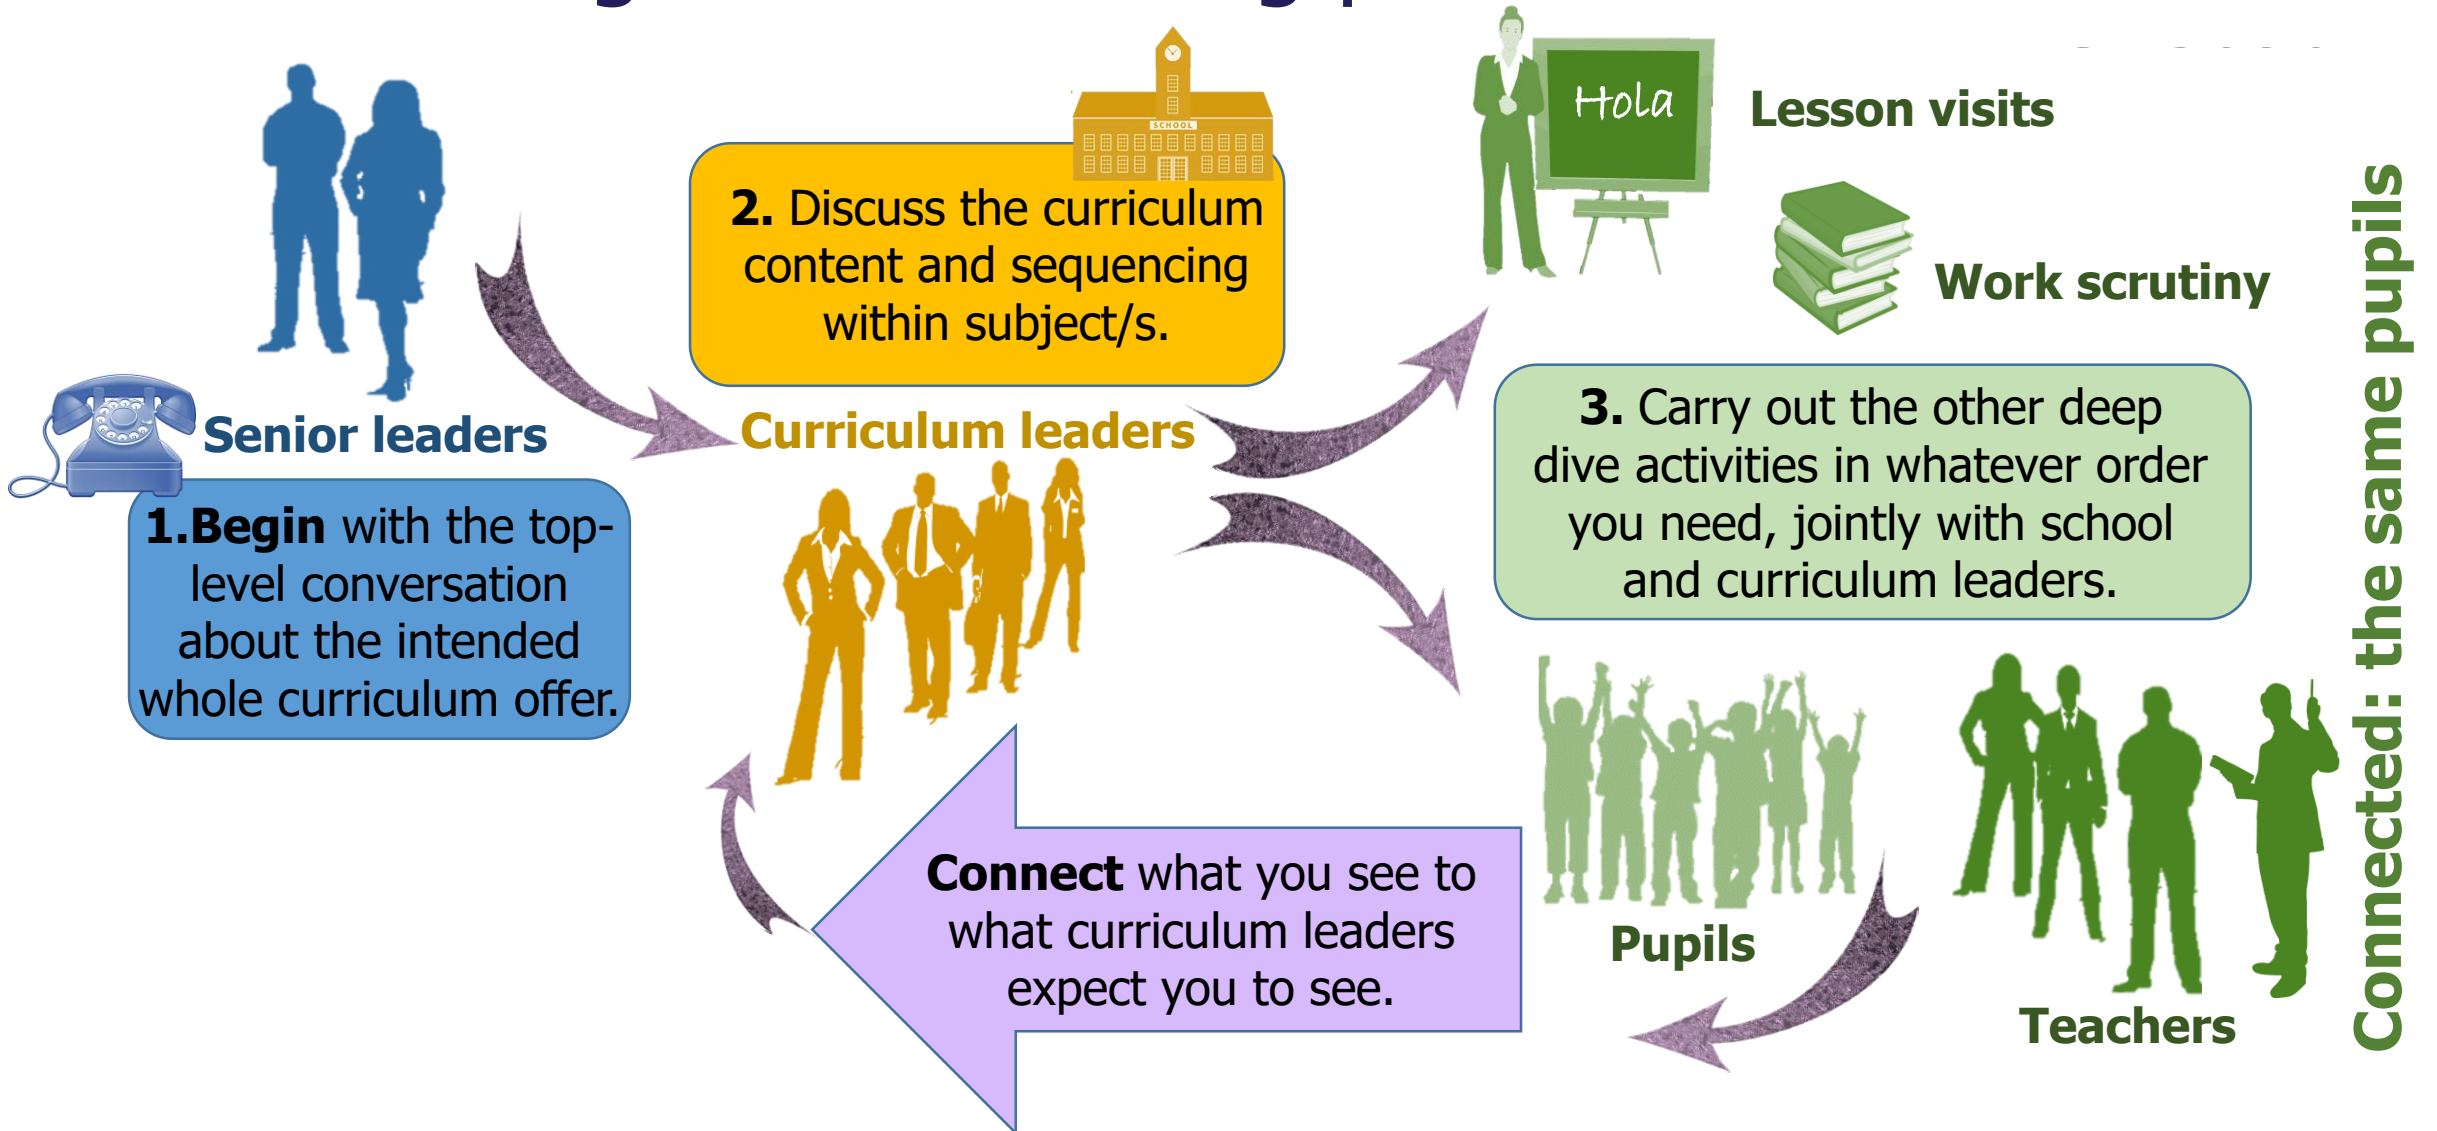 Senior leaders
1.Begin with the top-
level conversation
about the intended
whole curriculum offer.
SCHOOL
2. Discuss the curriculum
content and sequencing
within subject/s.
Curriculum leaders
Hola
Lesson visits
Work scrutiny
3. Carry out the other deep
dive activities in whatever order
you need, jointly with school
and curriculum leaders.
Pupils
Teachers
Connected: the same pupils
Connect what you see to
what curriculum leaders
expect you to see.